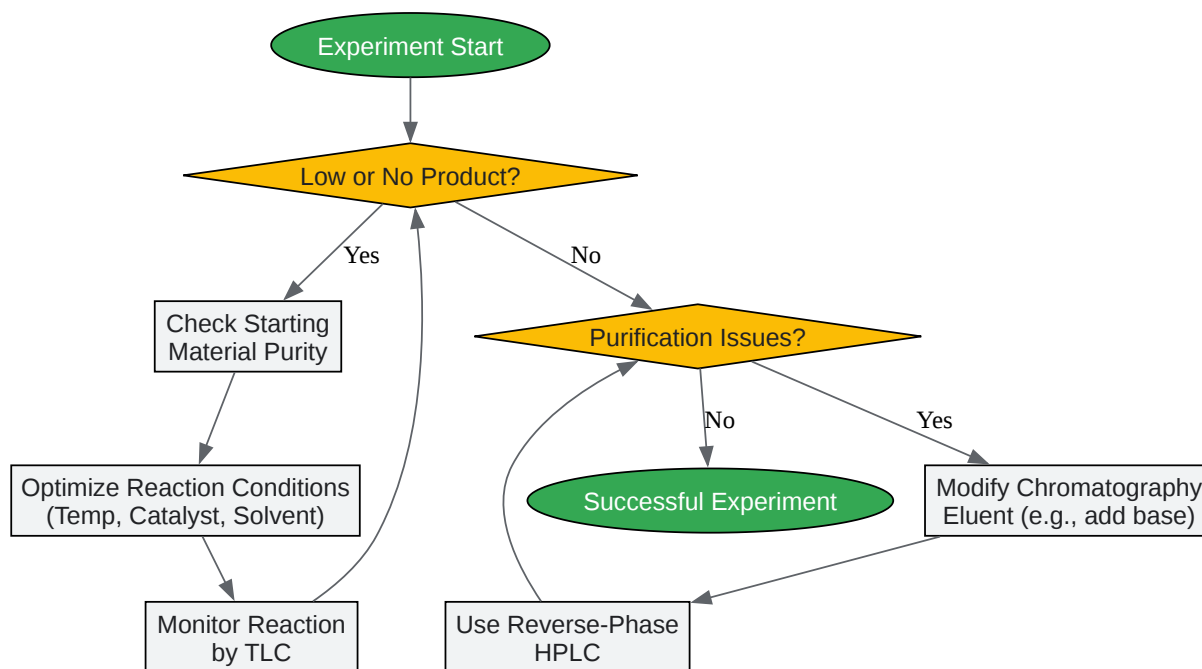 Experiment Start
Low or No Product?
Yes
No
Check Starting
Material Purity
Purification Issues?
No
Yes
Optimize Reaction Conditions
(Temp, Catalyst, Solvent)
Successful Experiment
Modify Chromatography
Eluent (e.g., add base)
Monitor Reaction
by TLC
Use Reverse-Phase
HPLC